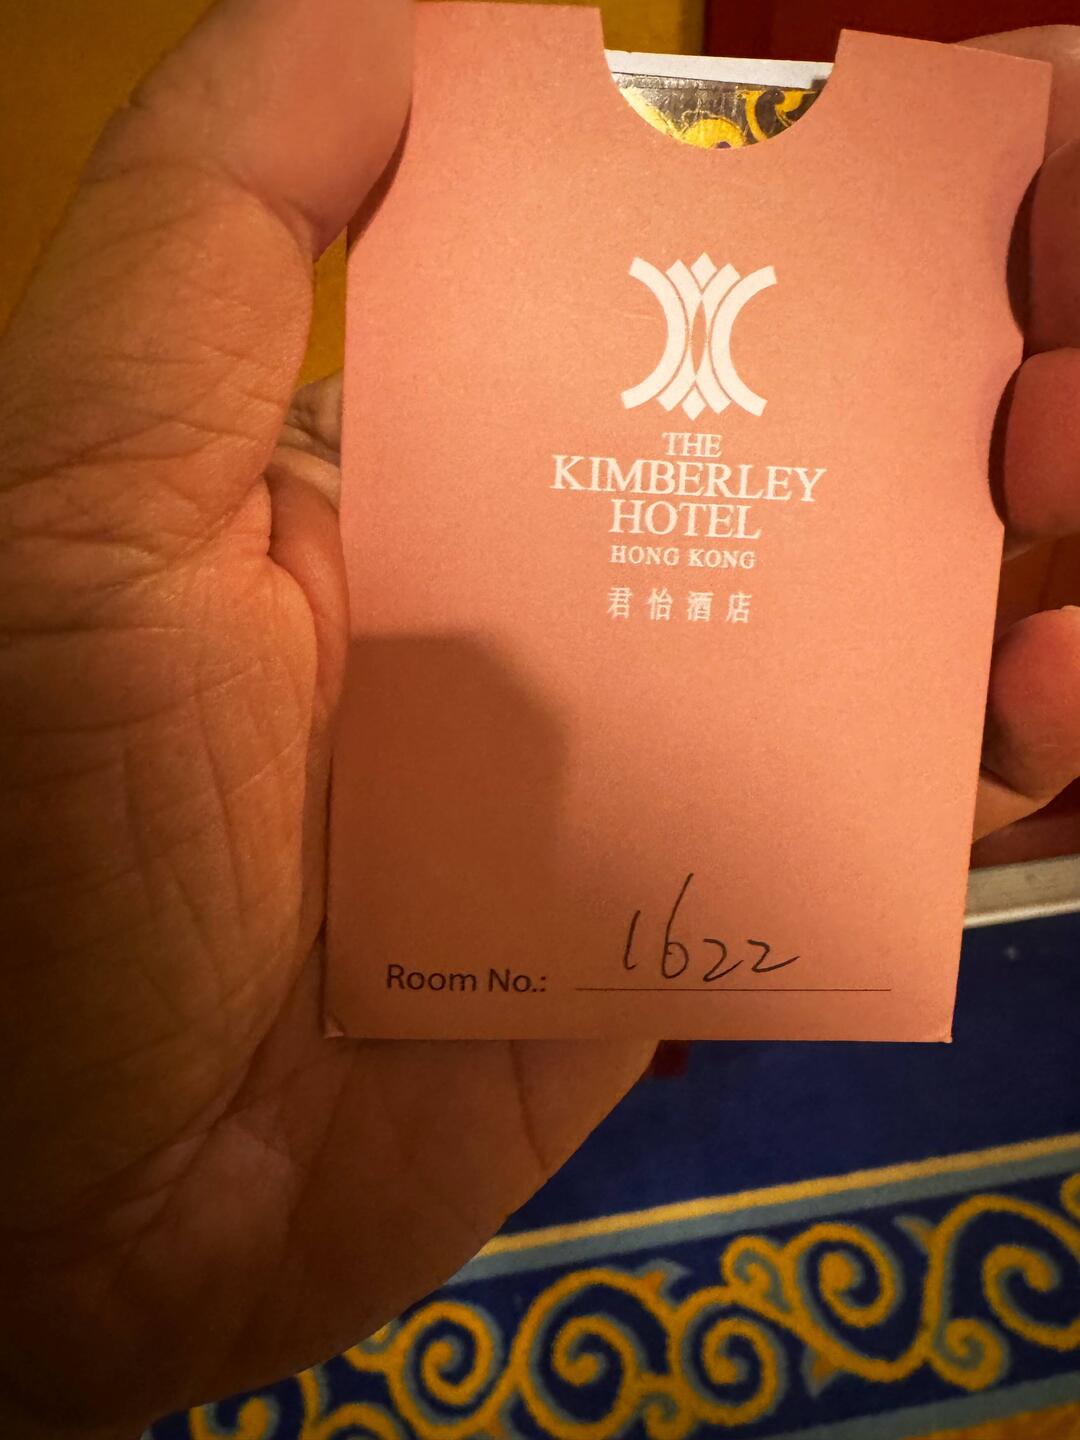 THE
KIMBERLEY
HOTEL
HONG KONG
君怡酒店
Room No.: 1622